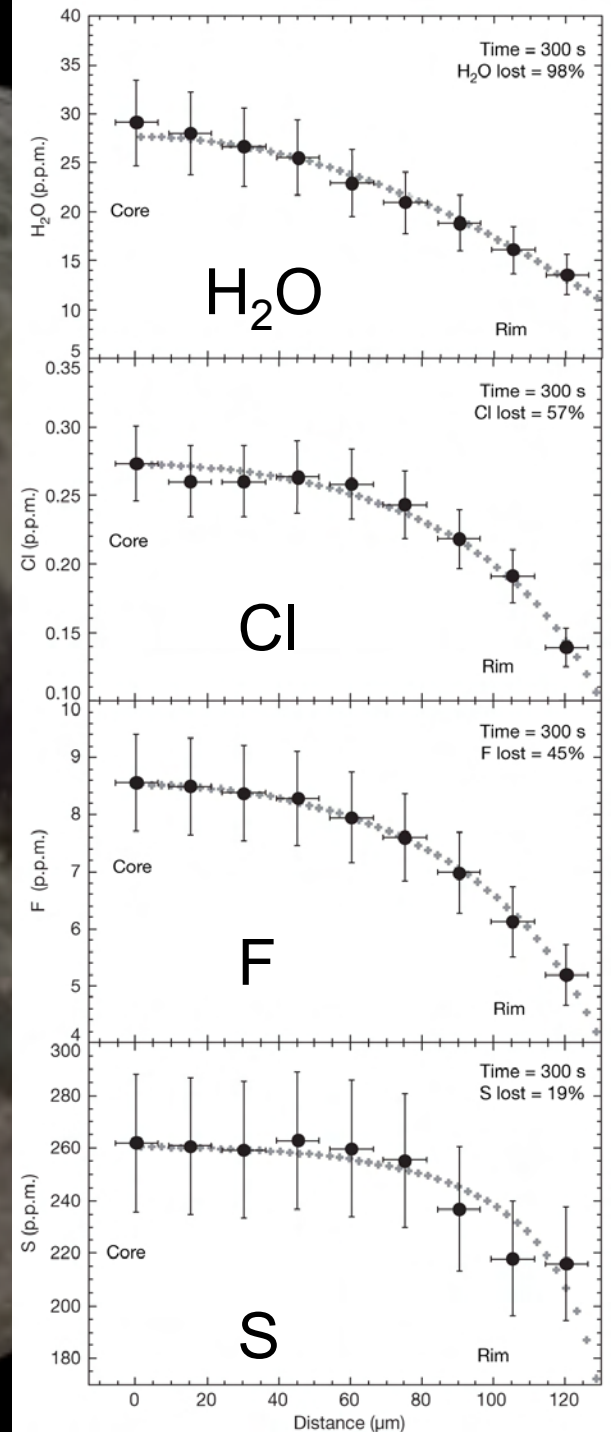 40
Time = 300 s
H₂O lost = 98%
35
30
25
H₂O (p.p.m.)
20
Core
15
H₂O
10
Rim
5
0.35
Time = 300 s
Cl lost = 57%
0.30
0.25
Cl (p.p.m.)
Core
0.20
Cl
0.15
Rim
0.10
10
Time = 300 s
F lost = 45%
9
8
F (p.p.m.)
Core
7
6
F
5
Rim
4
300
Time = 300 s
S lost = 19%
280
260
240
S (p.p.m.)
Core
220
200
S
180
Rim
0 20 40 60 80 100 120
Distance (µm)